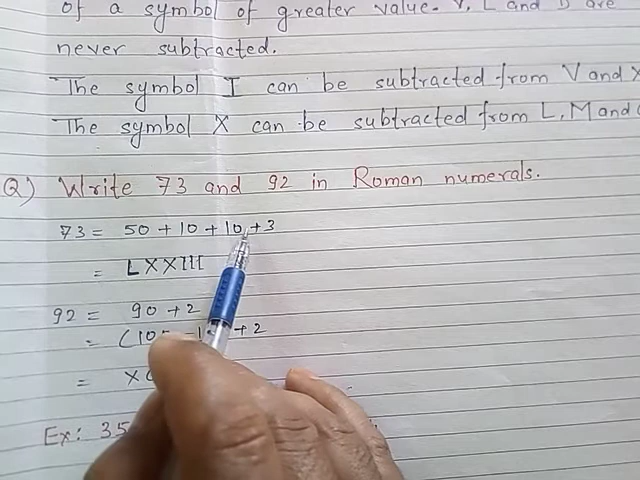 of a symbol of greater value. V, L and D are
never subtracted.
The symbol I can be subtracted from V and X
The symbol X can be subtracted from L, M and
Q) Write 73 and 92 in Roman numerals.
73 = 50 + 10 + 10 + 3
= LXXIII
92 = 90 + 2
= (10 + 2
= X
Ex: 35